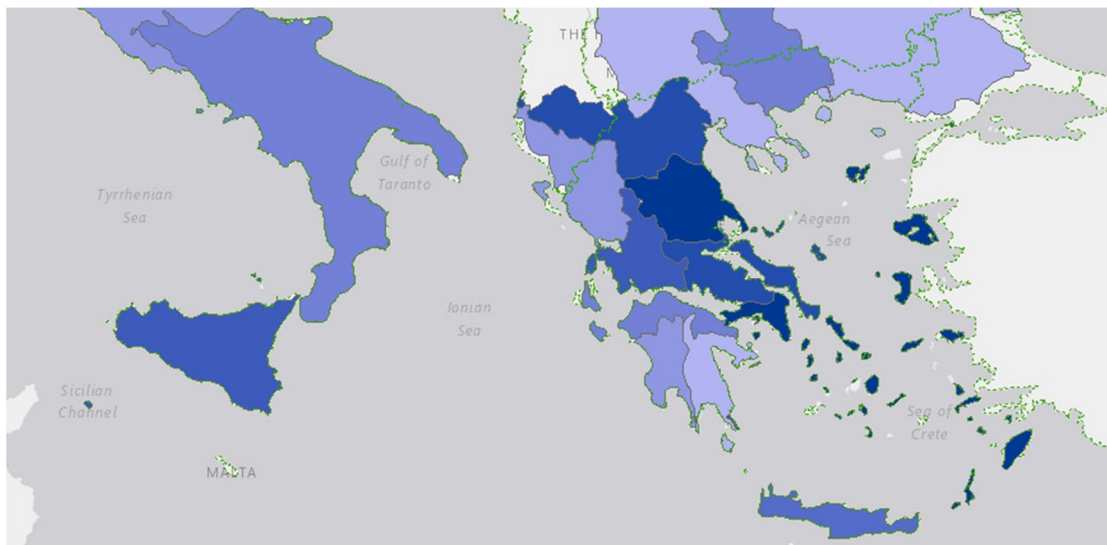 THE
M
Gulf of
Taranto
Tyrrhenian
Sea
Aegean
Sea
Ionian
Sea
Sicilian
Channel
Sea of
Crete
MALTA